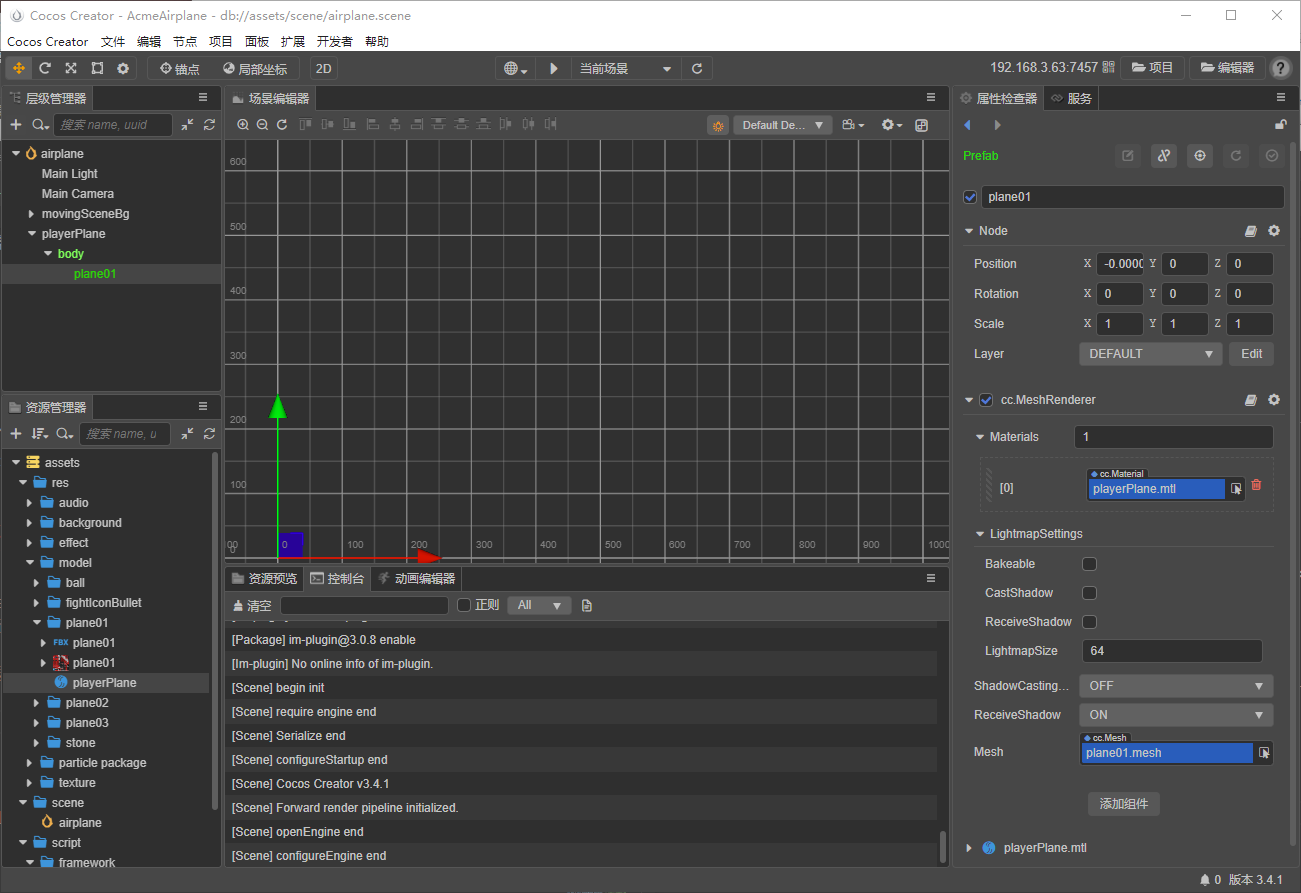 Cocos Creator - AcmeAirplane - db://assets/scene/airplane.scene
Cocos Creator 文件 编辑 节点 项目 面板 扩展 开发者 帮助
锚点 局部坐标 2D 当前场景 192.168.3.63:7457 项目 编辑器 ?
层级管理器
搜索 name, uuid
airplane
Main Light
Main Camera
movingSceneBg
playerPlane
body
plane01
资源管理器
搜索 name, u
assets
res
audio
background
effect
model
ball
fightIconBullet
plane01
FBX plane01
plane01
playerPlane
plane02
plane03
stone
particle package
texture
scene
airplane
script
framework
场景编辑器
Default De...
600
500
400
300
200
100
0
00 0 100 200 300 400 500 600 700 800 900 1000
资源预览 控制台 动画编辑器
清空 正则 All
[Package] im-plugin@3.0.8 enable
[Im-plugin] No online info of im-plugin.
[Scene] begin init
[Scene] require engine end
[Scene] Serialize end
[Scene] configureStartup end
[Scene] Cocos Creator v3.4.1
[Scene] Forward render pipeline initialized.
[Scene] openEngine end
[Scene] configureEngine end
属性检查器 服务
Prefab
plane01
Node
Position X -0.0000 Y 0 Z 0
Rotation X 0 Y 0 Z 0
Scale X 1 Y 1 Z 1
Layer DEFAULT Edit
cc.MeshRenderer
Materials 1
cc.Material
[0] playerPlane.mtl
LightmapSettings
Bakeable
CastShadow
ReceiveShadow
LightmapSize 64
ShadowCasting... OFF
ReceiveShadow ON
cc.Mesh
Mesh plane01.mesh
添加组件
playerPlane.mtl
0 版本 3.4.1